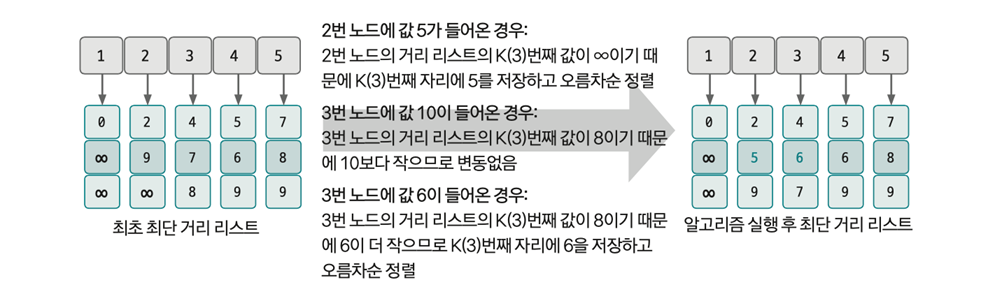 1 2 3 4 5
0 2 4 5 7
∞ 9 7 6 8
∞ ∞ 8 9 9
최초 최단 거리 리스트
2번 노드에 값 5가 들어온 경우:
2번 노드의 거리 리스트의 K(3)번째 값이 ∞이기 때
문에 K(3)번째 자리에 5를 저장하고 오름차순 정렬
3번 노드에 값 10이 들어온 경우:
3번 노드의 거리 리스트의 K(3)번째 값이 8이기 때문
에 10보다 작으므로 변동없음
3번 노드에 값 6이 들어온 경우:
3번 노드의 거리 리스트의 K(3)번째 값이 8이기 때문
에 6이 더 작으므로 K(3)번째 자리에 6을 저장하고
오름차순 정렬
1 2 3 4 5
0 2 4 5 7
∞ 5 6 6 8
∞ 9 7 9 9
알고리즘 실행 후 최단 거리 리스트